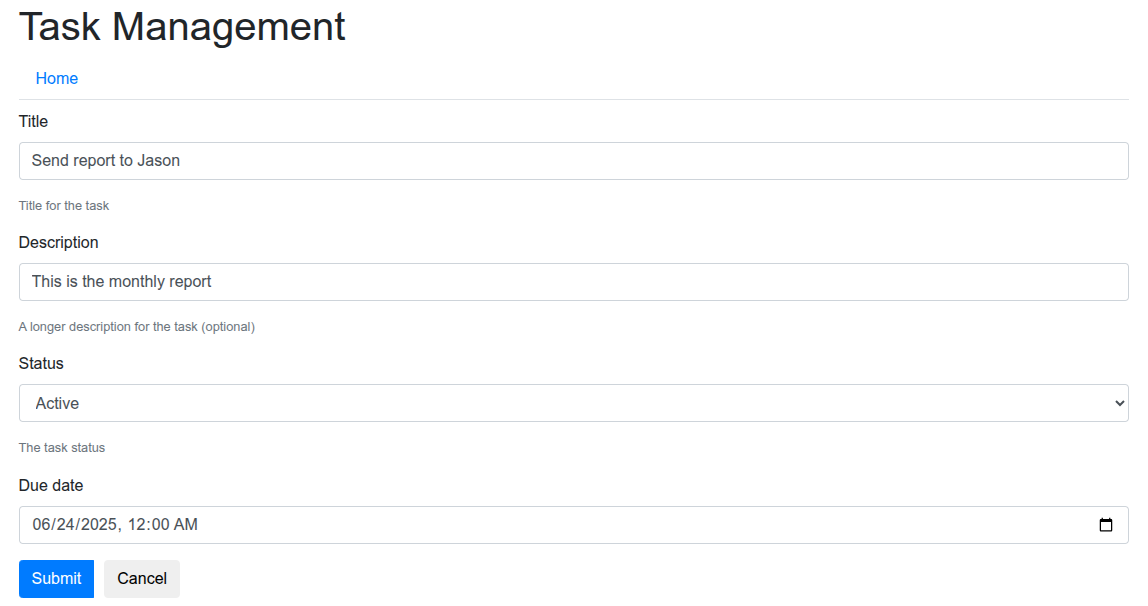 Task Management
Home
Title
Send report to Jason
Title for the task
Description
This is the monthly report
A longer description for the task (optional)
Status
Active
The task status
Due date
06/24/2025, 12:00 AM
Submit Cancel